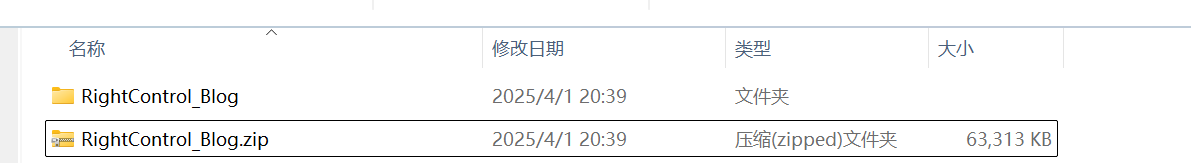 名称 修改日期 类型 大小
RightControl_Blog 2025/4/1 20:39 文件夹
RightControl_Blog.zip 2025/4/1 20:39 压缩(zipped)文件夹 63,313 KB